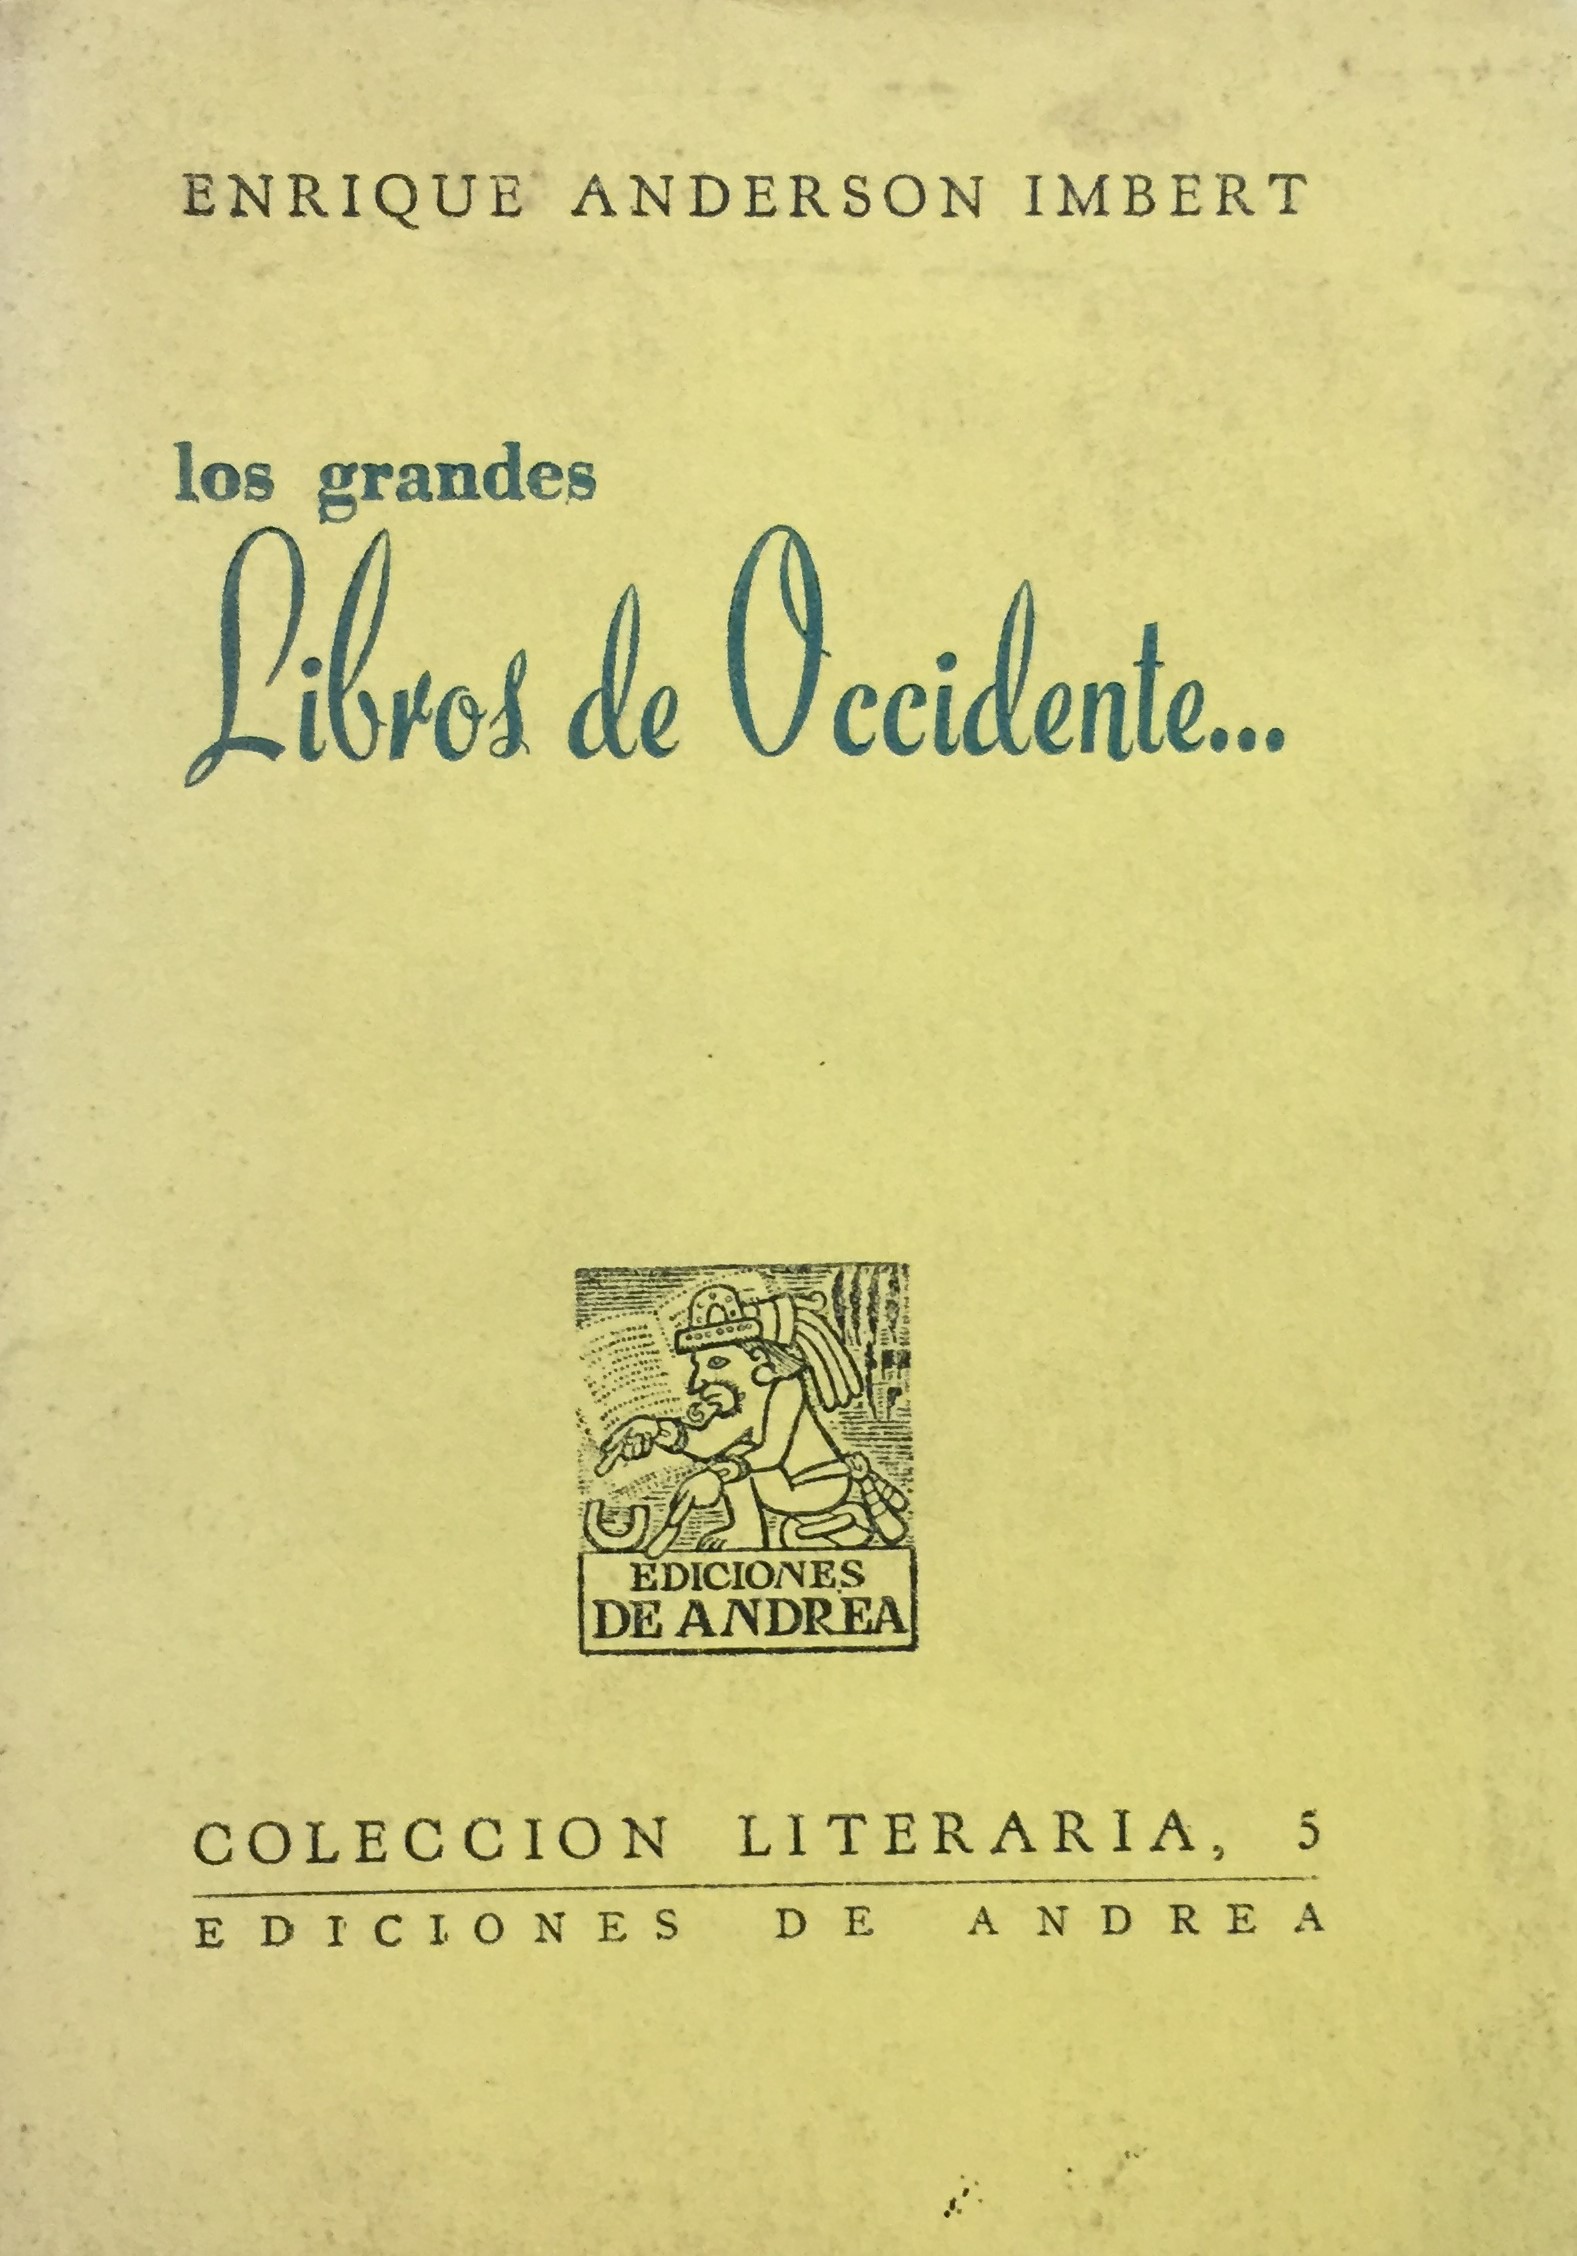 ENRIQUE ANDERSON IMBERT
los grandes
Libros de Occidente...
EDICIONES
DE ANDREA
COLECCION LITERARIA, 5
EDICIONES DE ANDREA